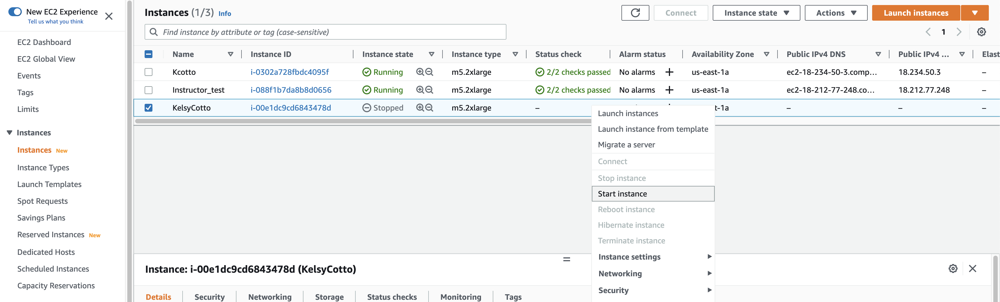 New EC2 Experience
Tell us what you think
EC2 Dashboard
EC2 Global View
Events
Tags
Limits
Instances
Instances New
Instance Types
Launch Templates
Spot Requests
Savings Plans
Reserved Instances New
Dedicated Hosts
Scheduled Instances
Capacity Reservations
Instances (1/3) Info
Connect
Instance state
Actions
Launch instances
Find instance by attribute or tag (case-sensitive)
1
Name Instance ID Instance state Instance type Status check Alarm status Availability Zone Public IPv4 DNS Public IPv4 ... Elast
Kcotto i-0302a728fbdc4095f Running m5.2xlarge 2/2 checks passed No alarms + us-east-1a ec2-18-234-50-3.comp... 18.234.50.3 –
Instructor_test i-088f1b7da8b8d0656 Running m5.2xlarge 2/2 checks passed No alarms + us-east-1a ec2-18-212-77-248.co... 18.212.77.248 –
KelsyCotto i-00e1dc9cd6843478d Stopped m5.2xlarge – t-1a – – –
Launch instances
Launch instance from template
Migrate a server
Connect
Stop instance
Start instance
Reboot instance
Hibernate instance
Terminate instance
Instance settings
Networking
Security
Instance: i-00e1dc9cd6843478d (KelsyCotto)
Details Security Networking Storage Status checks Monitoring Tags